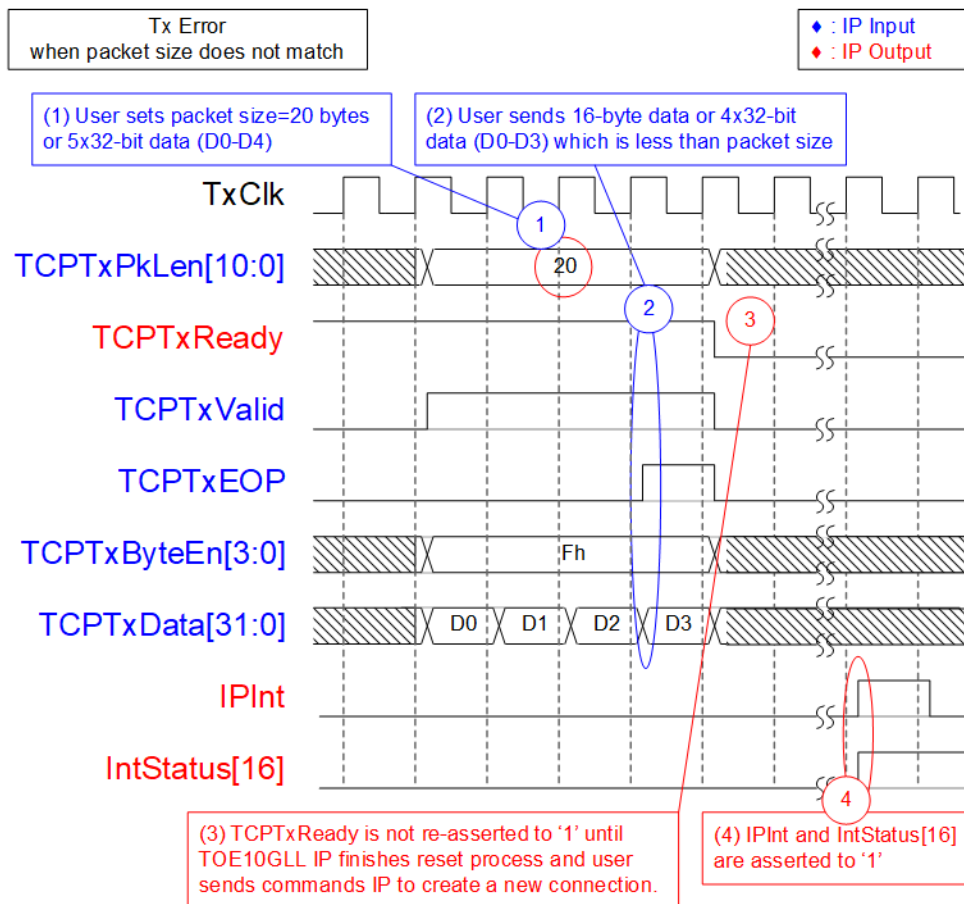 Tx Error
when packet size does not match
♦ : IP Input
♦ : IP Output
(1) User sets packet size=20 bytes
or 5x32-bit data (D0-D4)
(2) User sends 16-byte data or 4x32-bit
data (D0-D3) which is less than packet size
TxClk
1
TCPTxPkLen[10:0]
20
2
3
TCPTxReady
TCPTxValid
TCPTxEOP
TCPTxByteEn[3:0]
Fh
TCPTxData[31:0]
D0 D1 D2 D3
IPInt
IntStatus[16]
4
(3) TCPTxReady is not re-asserted to ‘1’ until
TOE10GLL IP finishes reset process and user
sends commands IP to create a new connection.
(4) IPInt and IntStatus[16]
are asserted to ‘1’